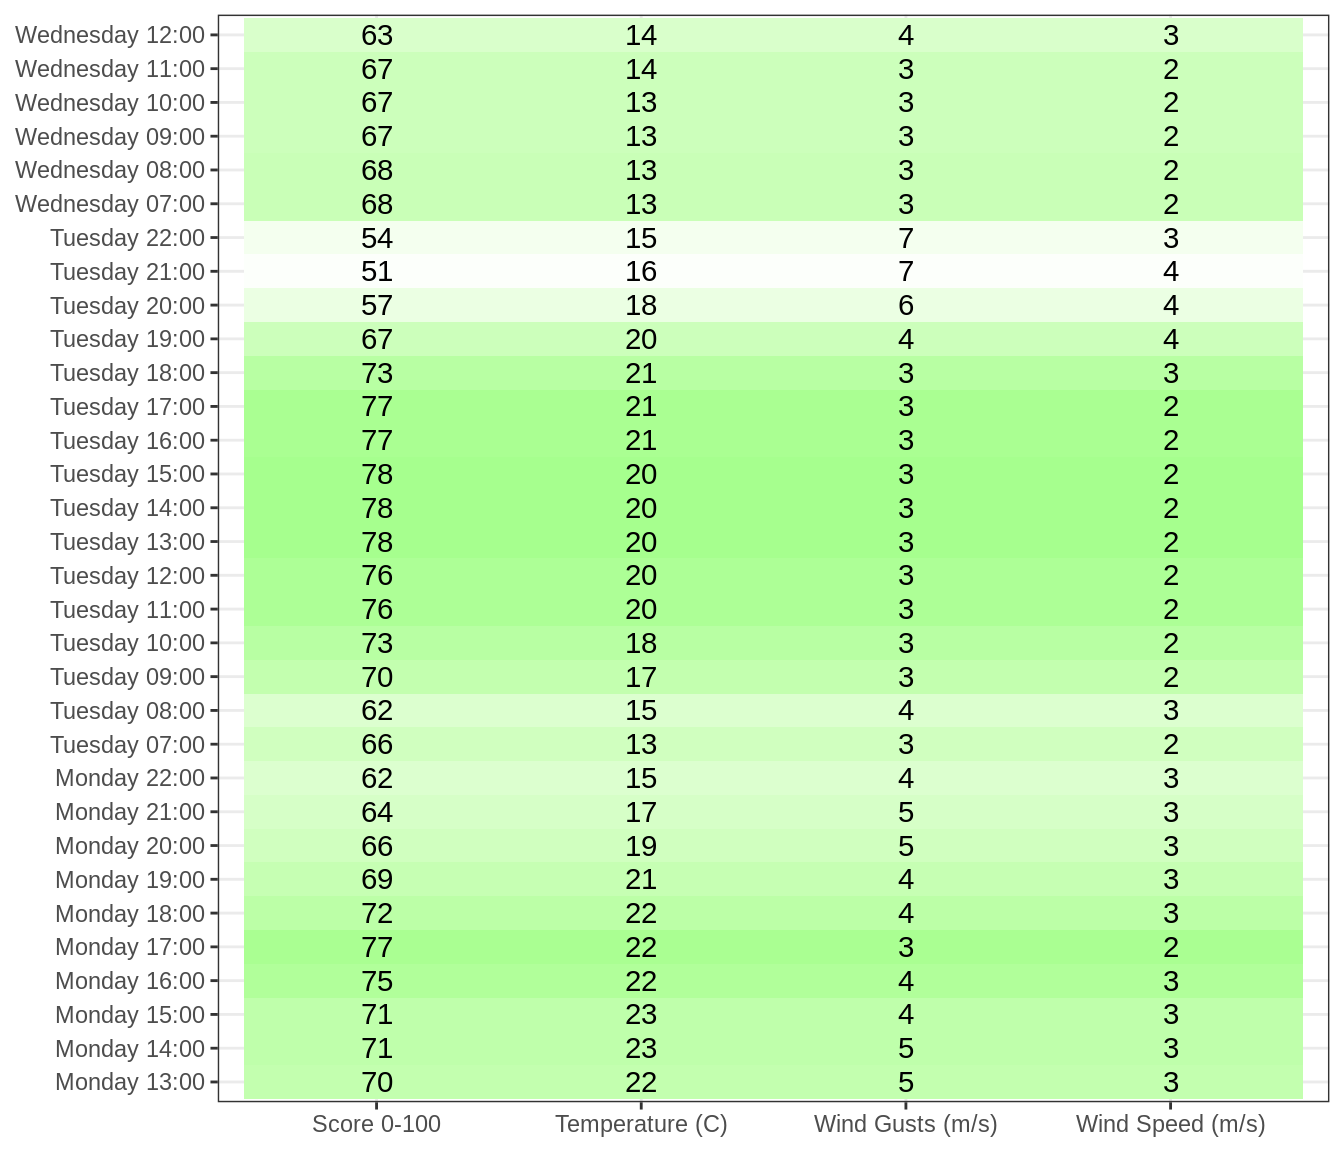 Wednesday 12:00 63 14 4 3
Wednesday 11:00 67 14 3 2
Wednesday 10:00 67 13 3 2
Wednesday 09:00 67 13 3 2
Wednesday 08:00 68 13 3 2
Wednesday 07:00 68 13 3 2
Tuesday 22:00 54 15 7 3
Tuesday 21:00 51 16 7 4
Tuesday 20:00 57 18 6 4
Tuesday 19:00 67 20 4 4
Tuesday 18:00 73 21 3 3
Tuesday 17:00 77 21 3 2
Tuesday 16:00 77 21 3 2
Tuesday 15:00 78 20 3 2
Tuesday 14:00 78 20 3 2
Tuesday 13:00 78 20 3 2
Tuesday 12:00 76 20 3 2
Tuesday 11:00 76 20 3 2
Tuesday 10:00 73 18 3 2
Tuesday 09:00 70 17 3 2
Tuesday 08:00 62 15 4 3
Tuesday 07:00 66 13 3 2
Monday 22:00 62 15 4 3
Monday 21:00 64 17 5 3
Monday 20:00 66 19 5 3
Monday 19:00 69 21 4 3
Monday 18:00 72 22 4 3
Monday 17:00 77 22 3 2
Monday 16:00 75 22 4 3
Monday 15:00 71 23 4 3
Monday 14:00 71 23 5 3
Monday 13:00 70 22 5 3
Score 0-100 Temperature (C) Wind Gusts (m/s) Wind Speed (m/s)